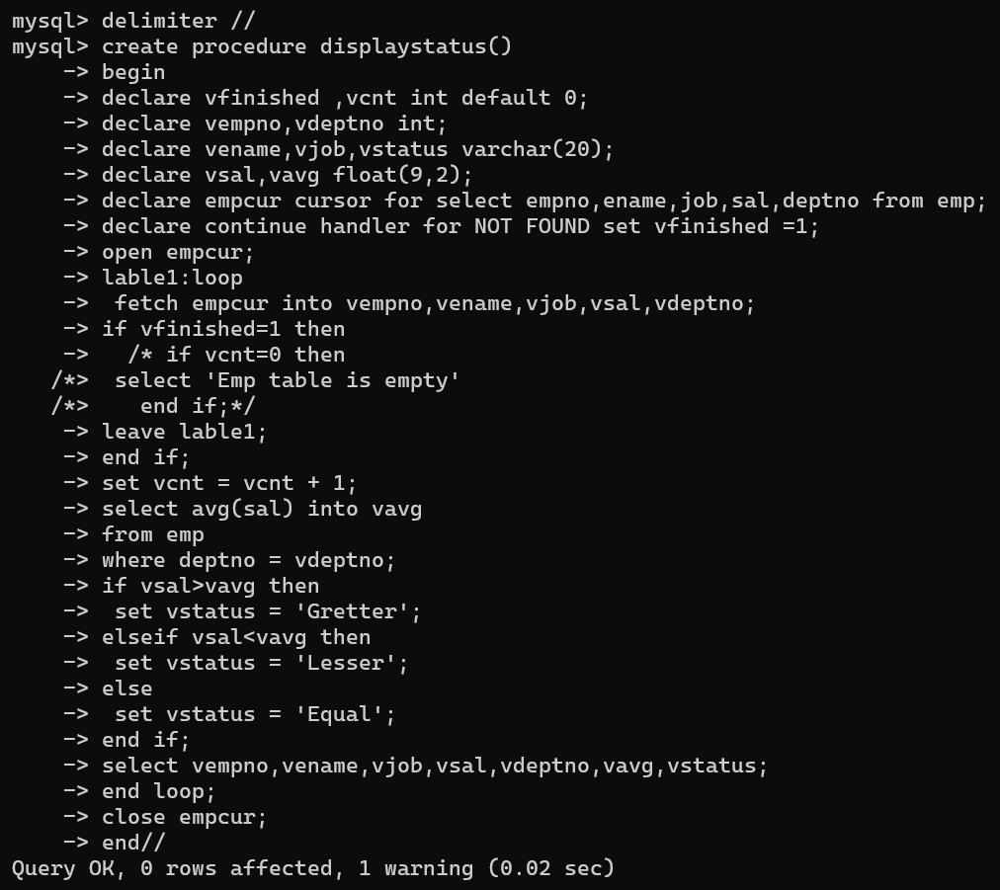 mysql> delimiter //
mysql> create procedure displaystatus()
    -> begin
    -> declare vfinished ,vcnt int default 0;
    -> declare vempno,vdeptno int;
    -> declare vename,vjob,vstatus varchar(20);
    -> declare vsal,vavg float(9,2);
    -> declare empcur cursor for select empno,ename,job,sal,deptno from emp;
    -> declare continue handler for NOT FOUND set vfinished =1;
    -> open empcur;
    -> lable1:loop
    ->  fetch empcur into vempno,vename,vjob,vsal,vdeptno;
    -> if vfinished=1 then
    ->   /* if vcnt=0 then
   /*>  select 'Emp table is empty'
   /*>    end if;*/
    -> leave lable1;
    -> end if;
    -> set vcnt = vcnt + 1;
    -> select avg(sal) into vavg
    -> from emp
    -> where deptno = vdeptno;
    -> if vsal>vavg then
    ->  set vstatus = 'Gretter';
    -> elseif vsal<vavg then
    ->  set vstatus = 'Lesser';
    -> else
    ->  set vstatus = 'Equal';
    -> end if;
    -> select vempno,vename,vjob,vsal,vdeptno,vavg,vstatus;
    -> end loop;
    -> close empcur;
    -> end//
Query OK, 0 rows affected, 1 warning (0.02 sec)